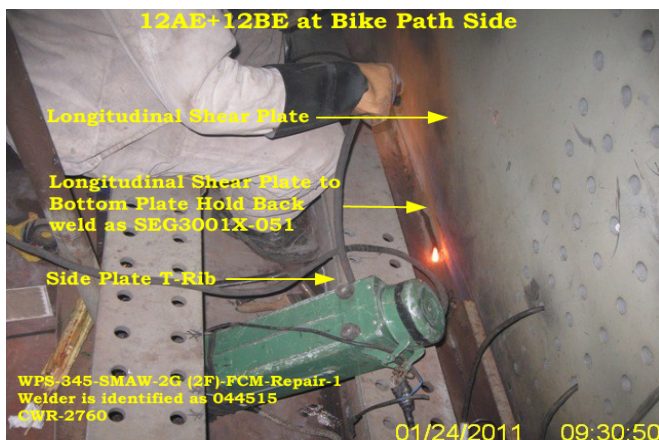 12AE+12BE at Bike Path Side
Longitudinal Shear Plate
Longitudinal Shear Plate to
Bottom Plate Hold Back
weld as SEG3001X-051
Side Plate T-Rib
WPS-345-SMAW-2G (2F)-FCM-Repair-1
Welder is identified as 044515
CWR-2760
01/24/2011 09:30:50